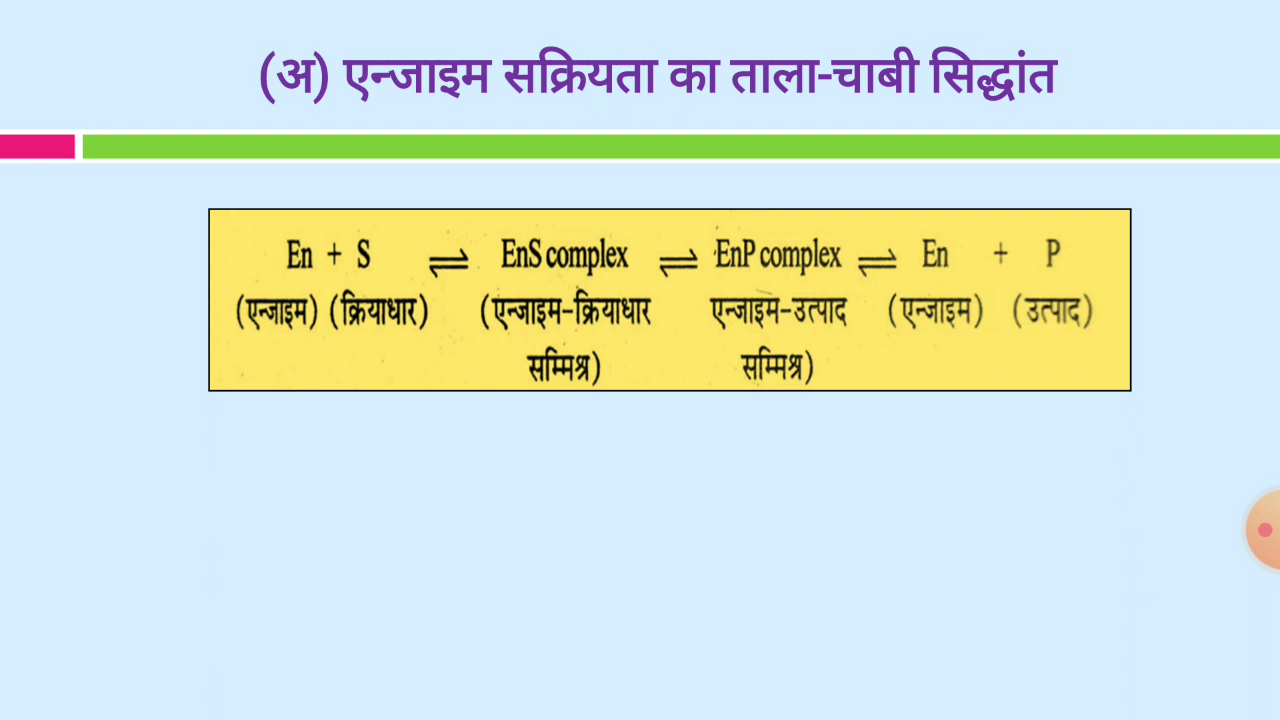 (अ) एन्जाइम सक्रियता का ताला-चाबी सिद्धांत
En + S ⇌ EnS complex ⇌ EnP complex ⇌ En + P
(एन्जाइम) (क्रियाधार) (एन्जाइम-क्रियाधार एन्जाइम-उत्पाद (एन्जाइम) (उत्पाद)
सम्मिश्र) सम्मिश्र)